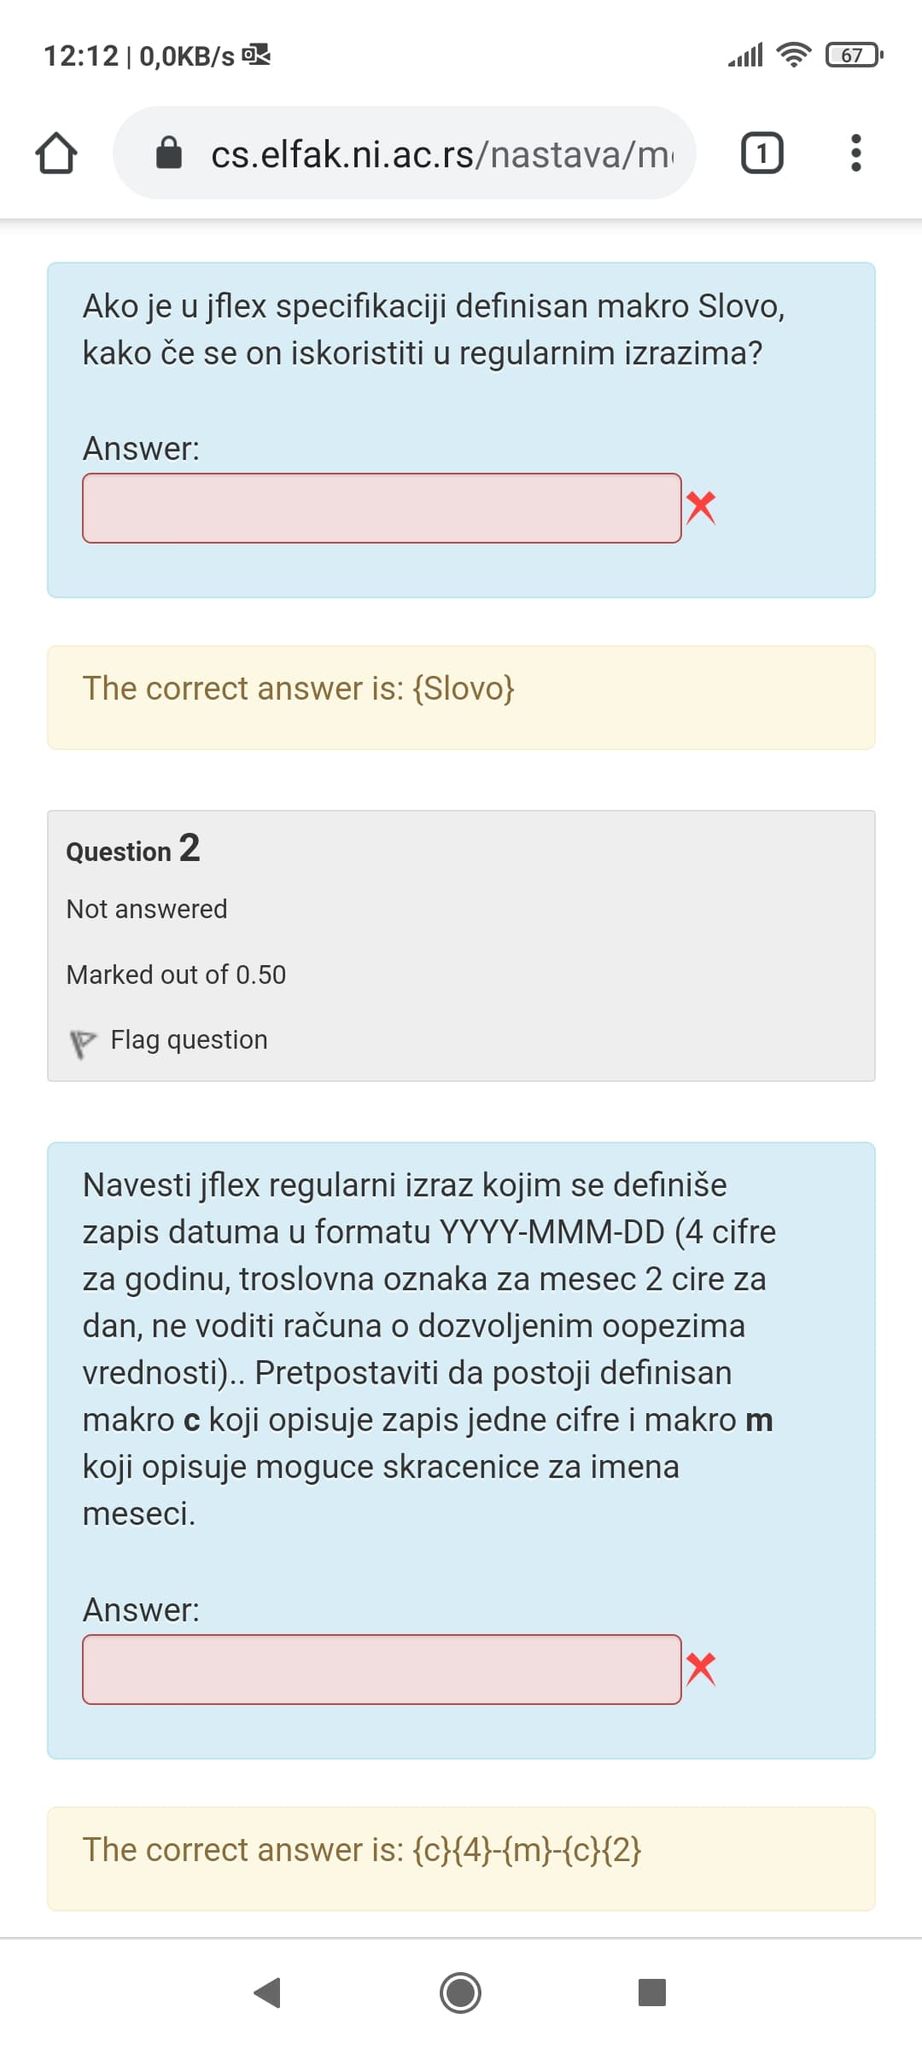 12:12 | 0,0KB/s
67
cs.elfak.ni.ac.rs/nastava/m
1
Ako je u jflex specifikaciji definisan makro Slovo,
kako če se on iskoristiti u regularnim izrazima?
Answer:
The correct answer is: {Slovo}
Question 2
Not answered
Marked out of 0.50
Flag question
Navesti jflex regularni izraz kojim se definiše
zapis datuma u formatu YYYY-MMM-DD (4 cifre
za godinu, troslovna oznaka za mesec 2 cire za
dan, ne voditi računa o dozvoljenim oopezima
vrednosti).. Pretpostaviti da postoji definisan
makro c koji opisuje zapis jedne cifre i makro m
koji opisuje moguce skracenice za imena
meseci.
Answer:
The correct answer is: {c}{4}-{m}-{c}{2}